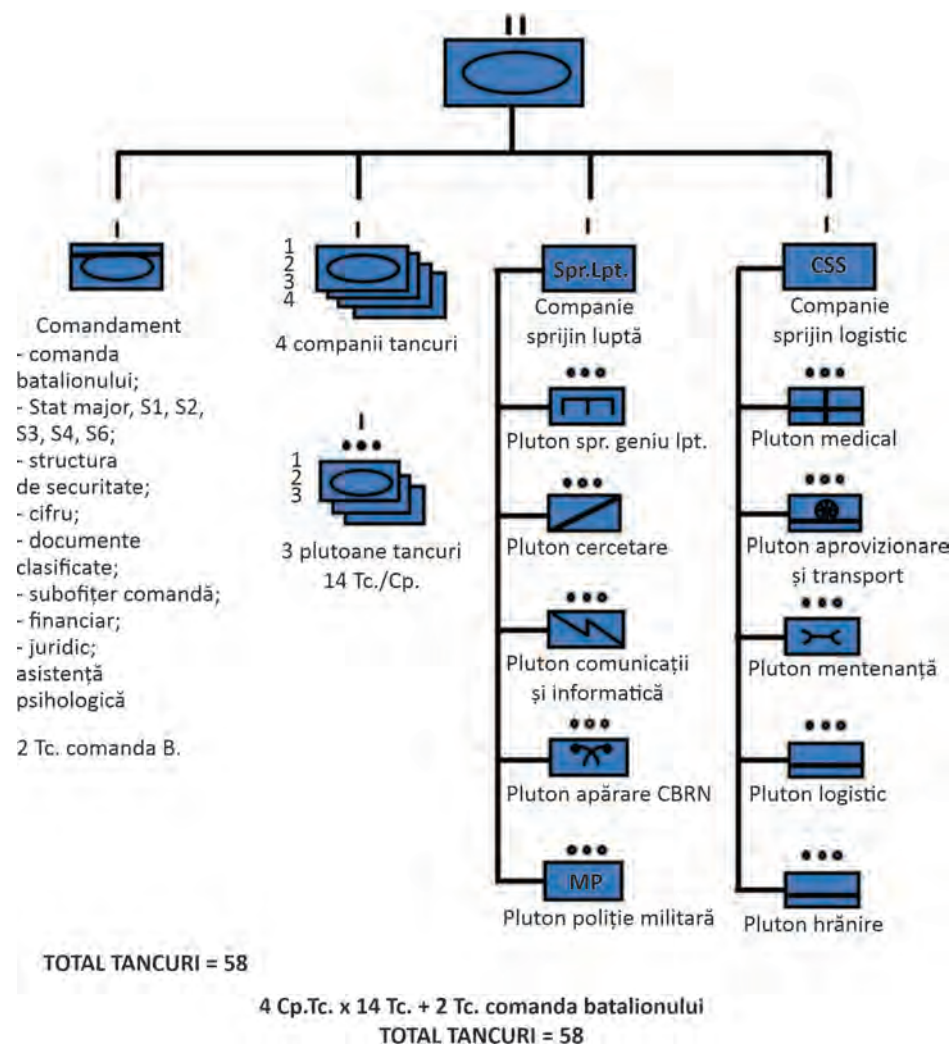 Comandament
- comanda
batalionului;
- Stat major, S1, S2,
S3, S4, S6;
- structura
de securitate;
- cifru;
- documente
clasificate;
- subofițer comandă;
- financiar;
- juridic;
asistență
psihologică
2 Tc. comanda B.
1
2
3
4
4 companii tancuri
1
2
3
3 plutoane tancuri
14 Tc./Cp.
Spr.Lpt.
Companie
sprijin luptă
Pluton spr. geniu lpt.
Pluton cercetare
Pluton comunicații
și informatică
Pluton apărare CBRN
MP
Pluton poliție militară
CSS
Companie
sprijin logistic
Pluton medical
Pluton aprovizionare
și transport
Pluton mentenanță
Pluton logistic
Pluton hrănire
TOTAL TANCURI = 58
4 Cp.Tc. x 14 Tc. + 2 Tc. comanda batalionului
TOTAL TANCURI = 58